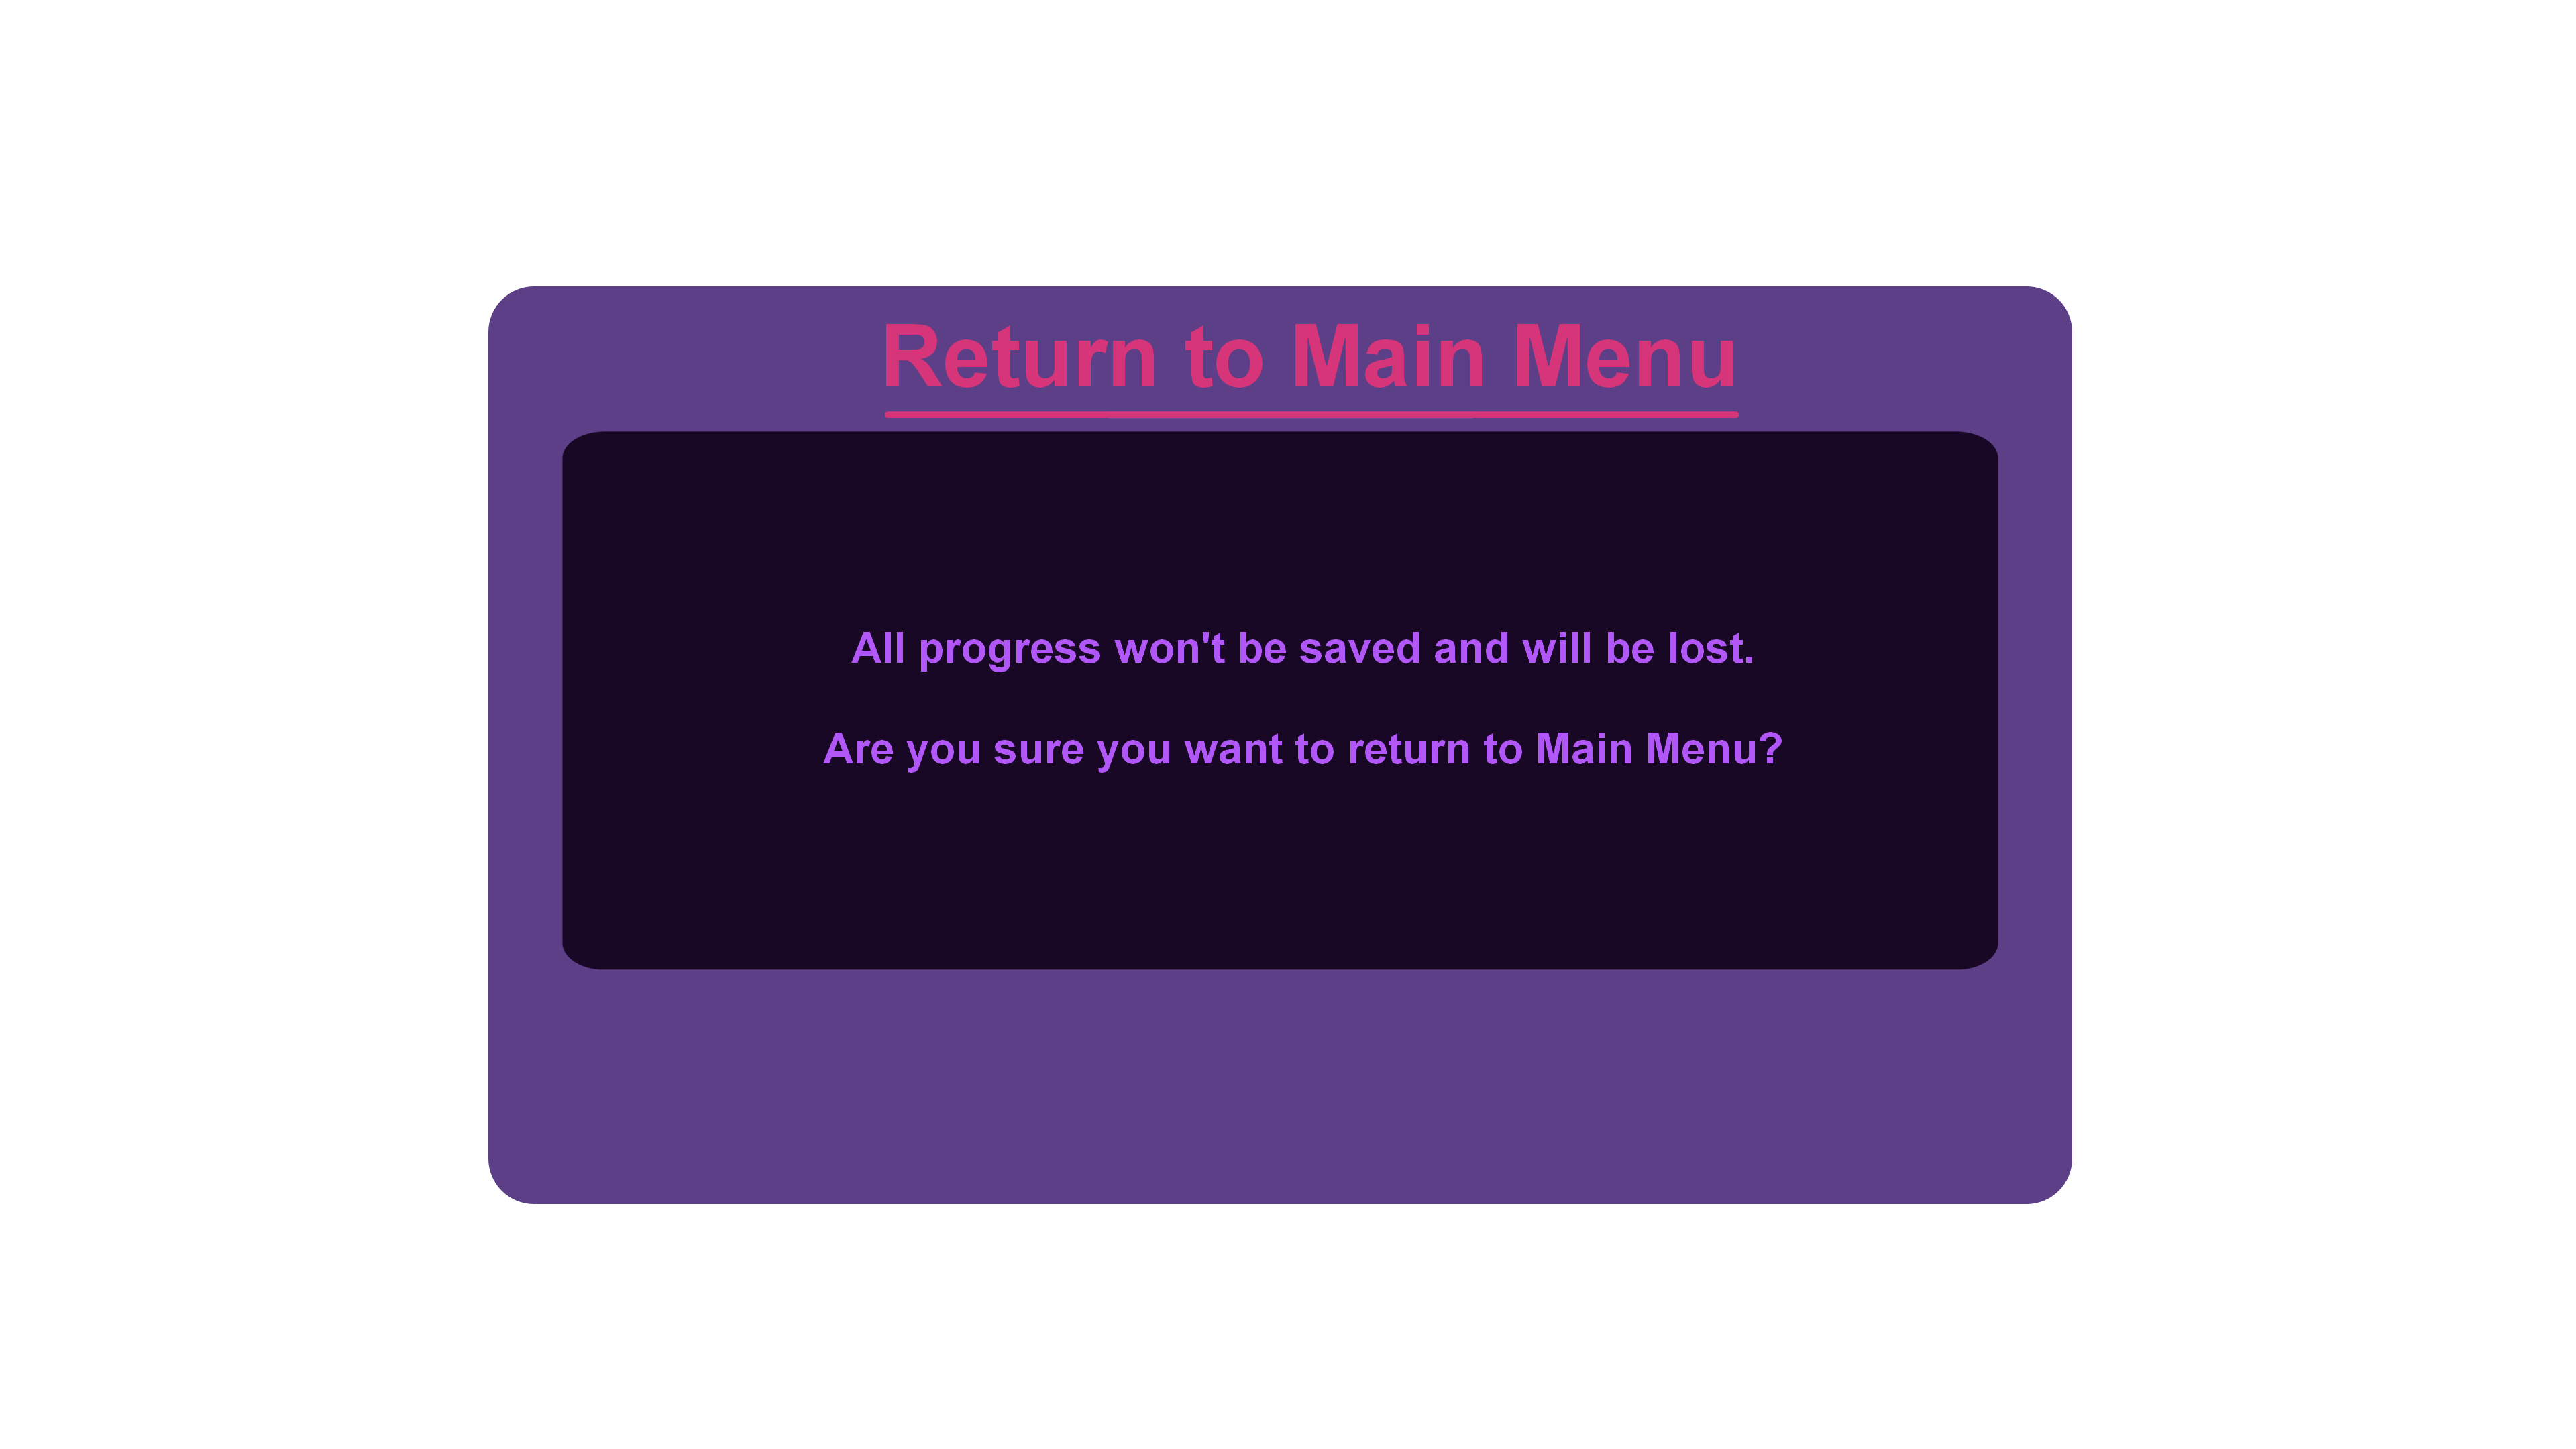 Return to Main Menu
All progress won't be saved and will be lost.
Are you sure you want to return to Main Menu?